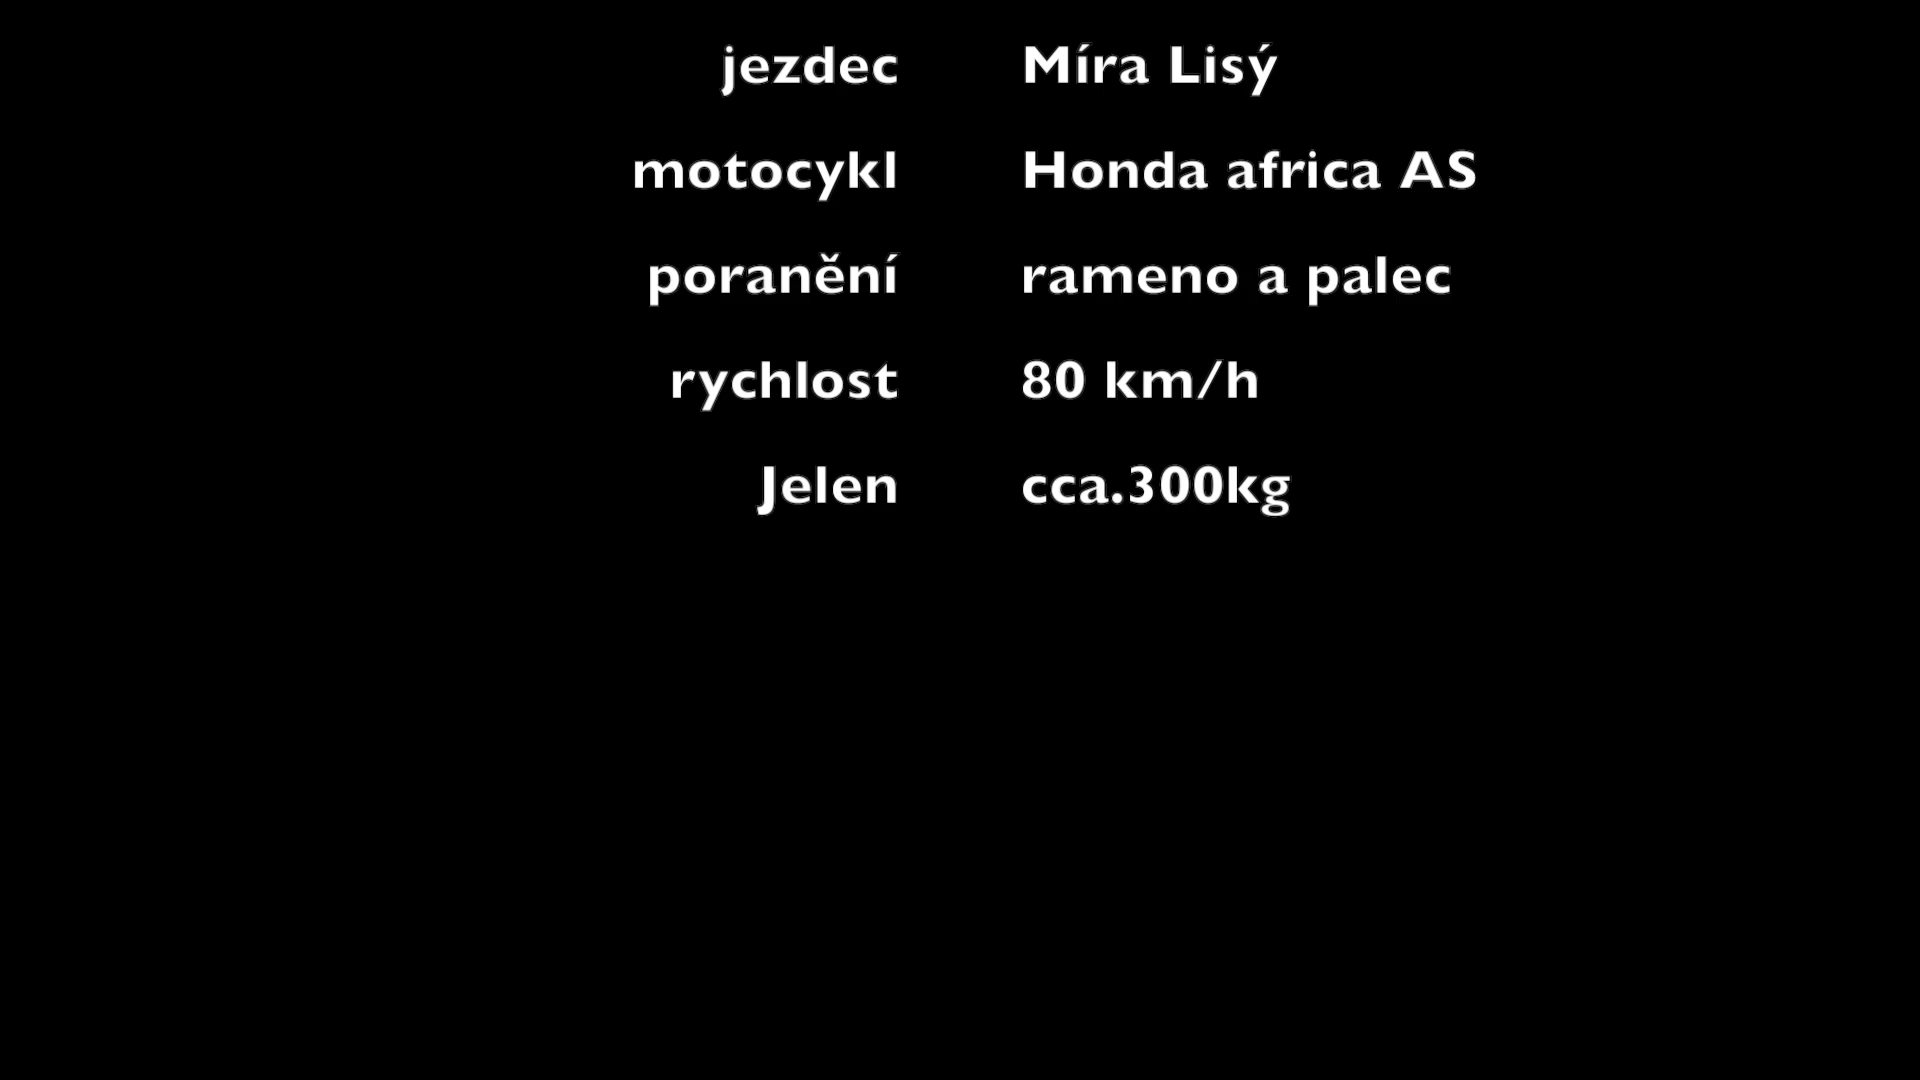 jezdec Míra Lisý
motocykl Honda africa AS
poranění rameno a palec
rychlost 80 km/h
Jelen cca.300kg